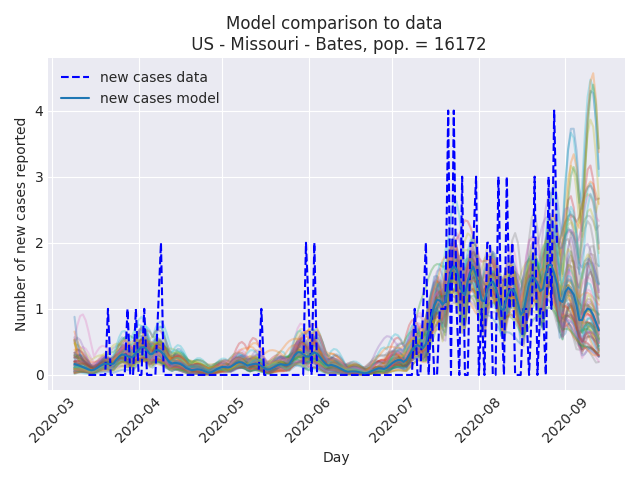 Model comparison to data
US - Missouri - Bates, pop. = 16172
new cases data
new cases model
Number of new cases reported
4
3
2
1
0
2020-03
2020-04
2020-05
2020-06
2020-07
2020-08
2020-09
Day